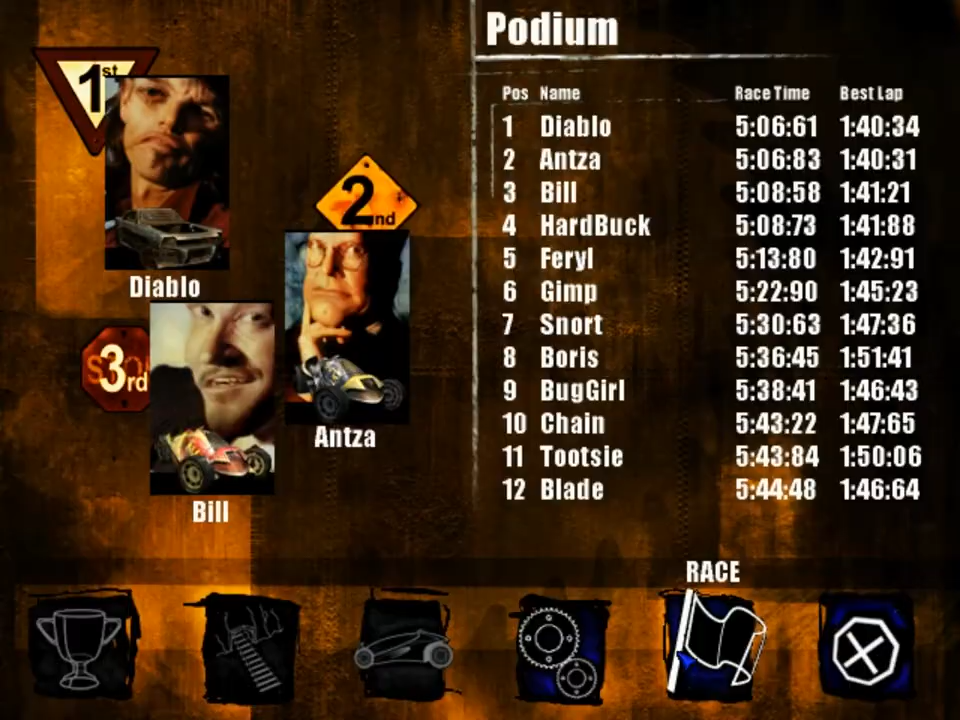 Podium
1st
Diablo
2nd
Antza
3rd
Bill
Pos Name Race Time Best Lap
1 Diablo 5:06:61 1:40:34
2 Antza 5:06:83 1:40:31
3 Bill 5:08:58 1:41:21
4 HardBuck 5:08:73 1:41:88
5 Feryl 5:13:80 1:42:91
6 Gimp 5:22:90 1:45:23
7 Snort 5:30:63 1:47:36
8 Boris 5:36:45 1:51:41
9 BugGirl 5:38:41 1:46:43
10 Chain 5:43:22 1:47:65
11 Tootsie 5:43:84 1:50:06
12 Blade 5:44:48 1:46:64
RACE